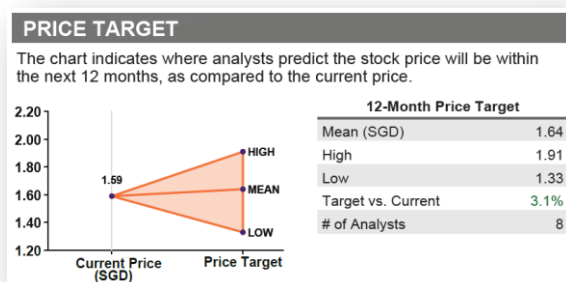 PRICE TARGET
The chart indicates where analysts predict the stock price will be within
the next 12 months, as compared to the current price.
2.20
2.00
1.80
1.60
1.40
1.20
1.59
HIGH
MEAN
LOW
Current Price
(SGD)
Price Target
12-Month Price Target
Mean (SGD) 1.64
High 1.91
Low 1.33
Target vs. Current 3.1%
# of Analysts 8